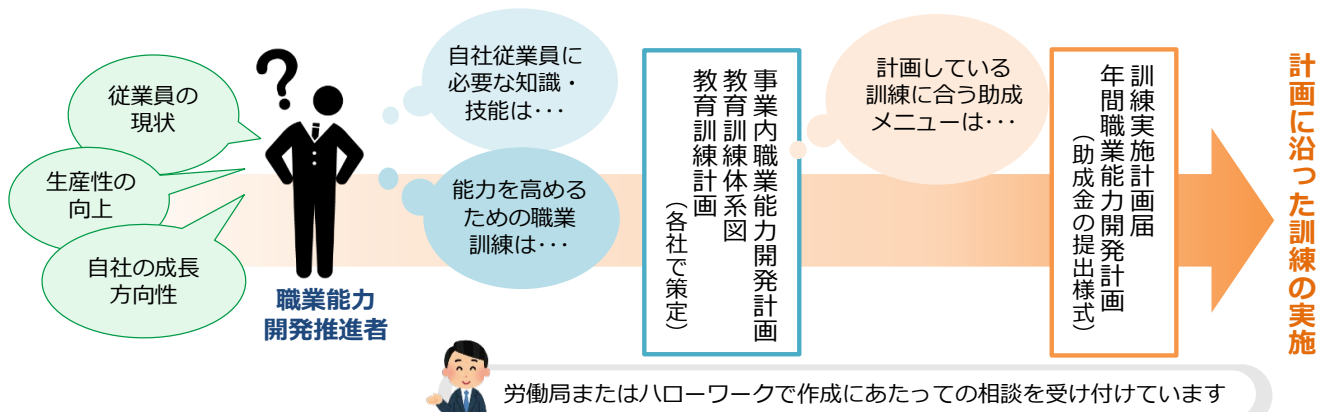 従業員の
現状
生産性の
向上
自社の成長
方向性
?
職業能力
開発推進者
自社従業員に
必要な知識・
技能は･･･
能力を高める
ための職業
訓練は･･･
事業内職業能力開発計画
教育訓練体系図
教育訓練計画
（各社で策定）
計画している
訓練に合う助成
メニューは･･･
訓練実施計画届
年間職業能力開発計画
（助成金の提出様式）
計画に沿った訓練の実施
労働局またはハローワークで作成にあたっての相談を受け付けています